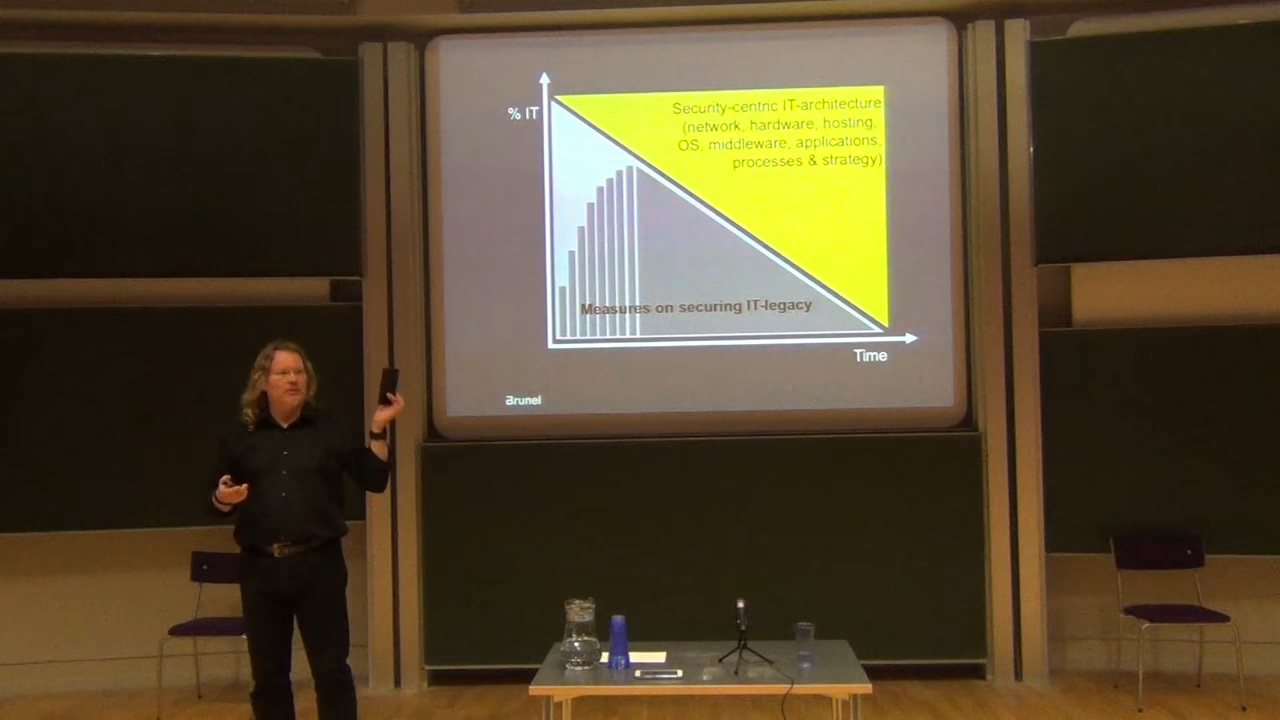 % IT
Security-centric IT-architecture
(network, hardware, hosting,
OS, middleware, applications,
processes & strategy)
Measures on securing IT-legacy
Time
Brunel